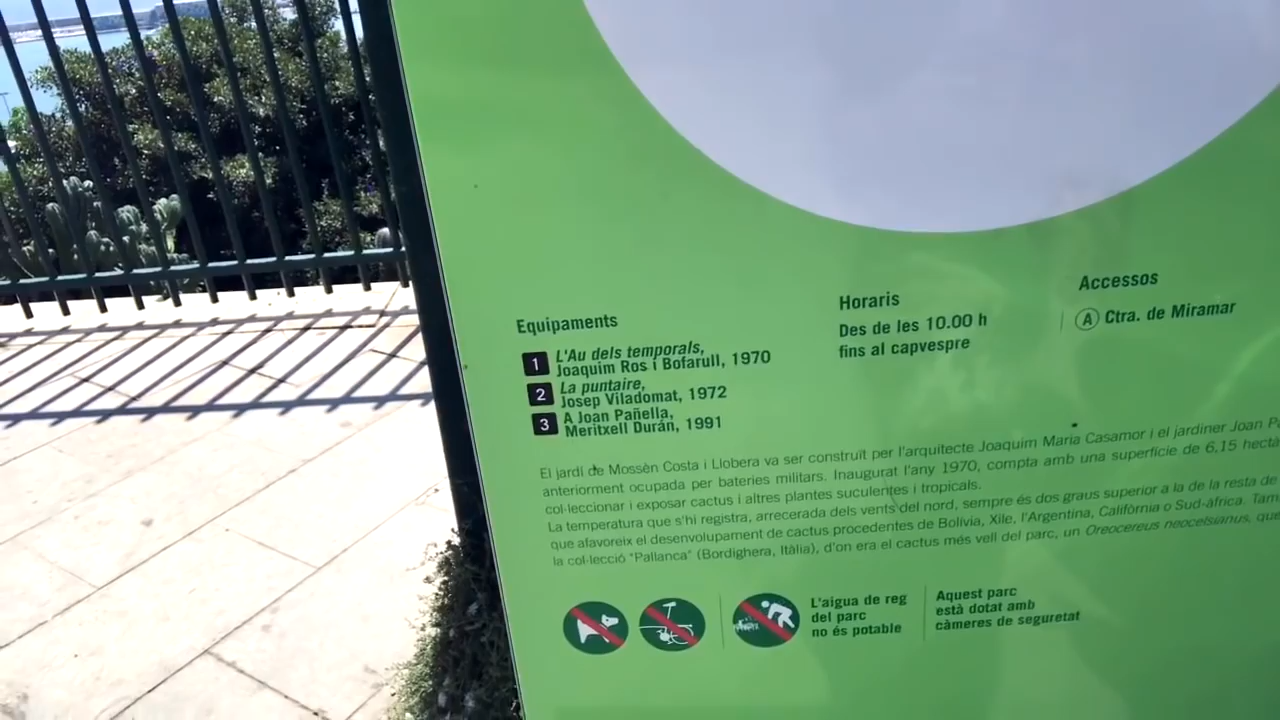 Equipaments
1 L'Au dels temporals,
Joaquim Ros i Bofarull, 1970
2 La puntaire,
Josep Viladomat, 1972
3 A Joan Pañella,
Meritxell Durán, 1991
Horaris
Des de les 10.00 h
fins al capvespre
Accessos
A Ctra. de Miramar
El jardí de Mossèn Costa i Llobera va ser construït per l'arquitecte Joaquim Maria Casamor i el jardiner Joan
anteriorment ocupada per bateries militars. Inaugurat l'any 1970, compta amb una superfície de 6,15
col·leccionar i exposar cactus i altres plantes suculentes i tropicals.
La temperatura que s'hi registra, arrecerada dels vents del nord, sempre és dos graus superior a la de la resta de
que afavoreix el desenvolupament de cactus procedentes de Bolívia, Xile, l'Argentina, Califòrnia o Sud-àfrica.
la col·lecció "Pallanca" (Bordighera, Itàlia), d'on era el cactus més vell del parc, un Oreocereus neocelsianus,
L'aigua de reg
del parc
no és potable
Aquest parc
està dotat amb
càmeres de seguretat